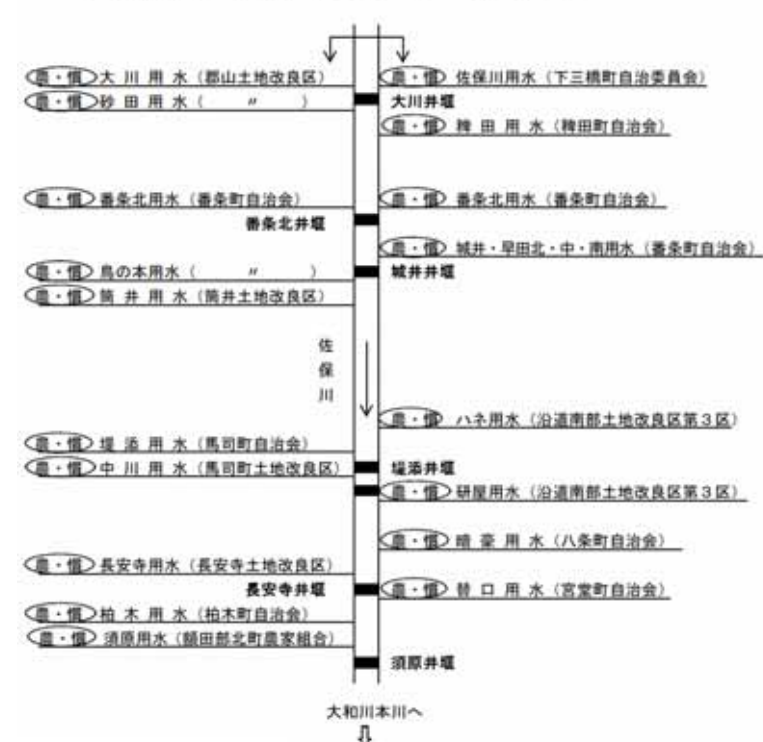 農・慣 大川用水（郡山土地改良区）
農・慣 佐保川用水（下三橋町自治委員会）
農・慣 砂田用水（　〃　）
大川井堰
農・慣 稗田用水（稗田町自治会）
農・慣 番条北用水（番条町自治会）
農・慣 番条北用水（番条町自治会）
番条北井堰
農・慣 城井・早田北・中・南用水（番条町自治会）
農・慣 鳥の本用水（　〃　）
城井井堰
農・慣 筒井用水（筒井土地改良区）
佐保川
農・慣 ハネ用水（沿道南部土地改良区第３区）
農・慣 堤添用水（馬司町自治会）
農・慣 中川用水（馬司町土地改良区）
堤添井堰
農・慣 研屋用水（沿道南部土地改良区第３区）
農・慣 暗豪用水（八条町自治会）
農・慣 長安寺用水（長安寺土地改良区）
長安寺井堰
農・慣 替口用水（宮堂町自治会）
農・慣 柏木用水（柏木町自治会）
農・慣 須原用水（額田部北町農家組合）
須原井堰
大和川本川へ